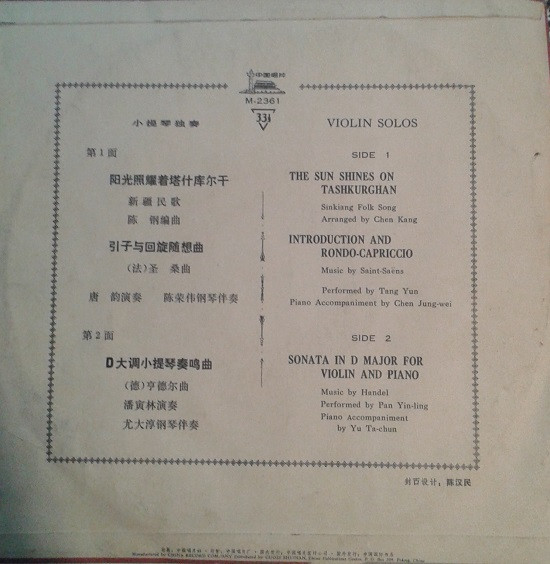 中国唱片
M-2361
33⅓
小提琴独奏
第1面
阳光照耀着塔什库尔干
新疆民歌
陈 钢编曲
引子与回旋随想曲
(法)圣 桑曲
唐 韵演奏 陈荣伟钢琴伴奏
第2面
D大调小提琴奏鸣曲
(德)亨德尔曲
潘寅林演奏
尤大淳钢琴伴奏
VIOLIN SOLOS
SIDE 1
THE SUN SHINES ON
TASHKURGHAN
Sinkiang Folk Song
Arranged by Chen Kang
INTRODUCTION AND
RONDO-CAPRICCIO
Music by Saint-Saëns
Performed by Tang Yun
Piano Accompaniment by Chen Jung-wei
SIDE 2
SONATA IN D MAJOR FOR
VIOLIN AND PIANO
Music by Handel
Performed by Pan Yin-ling
Piano Accompaniment
by Yu Ta-chun
封面设计:陈汉民